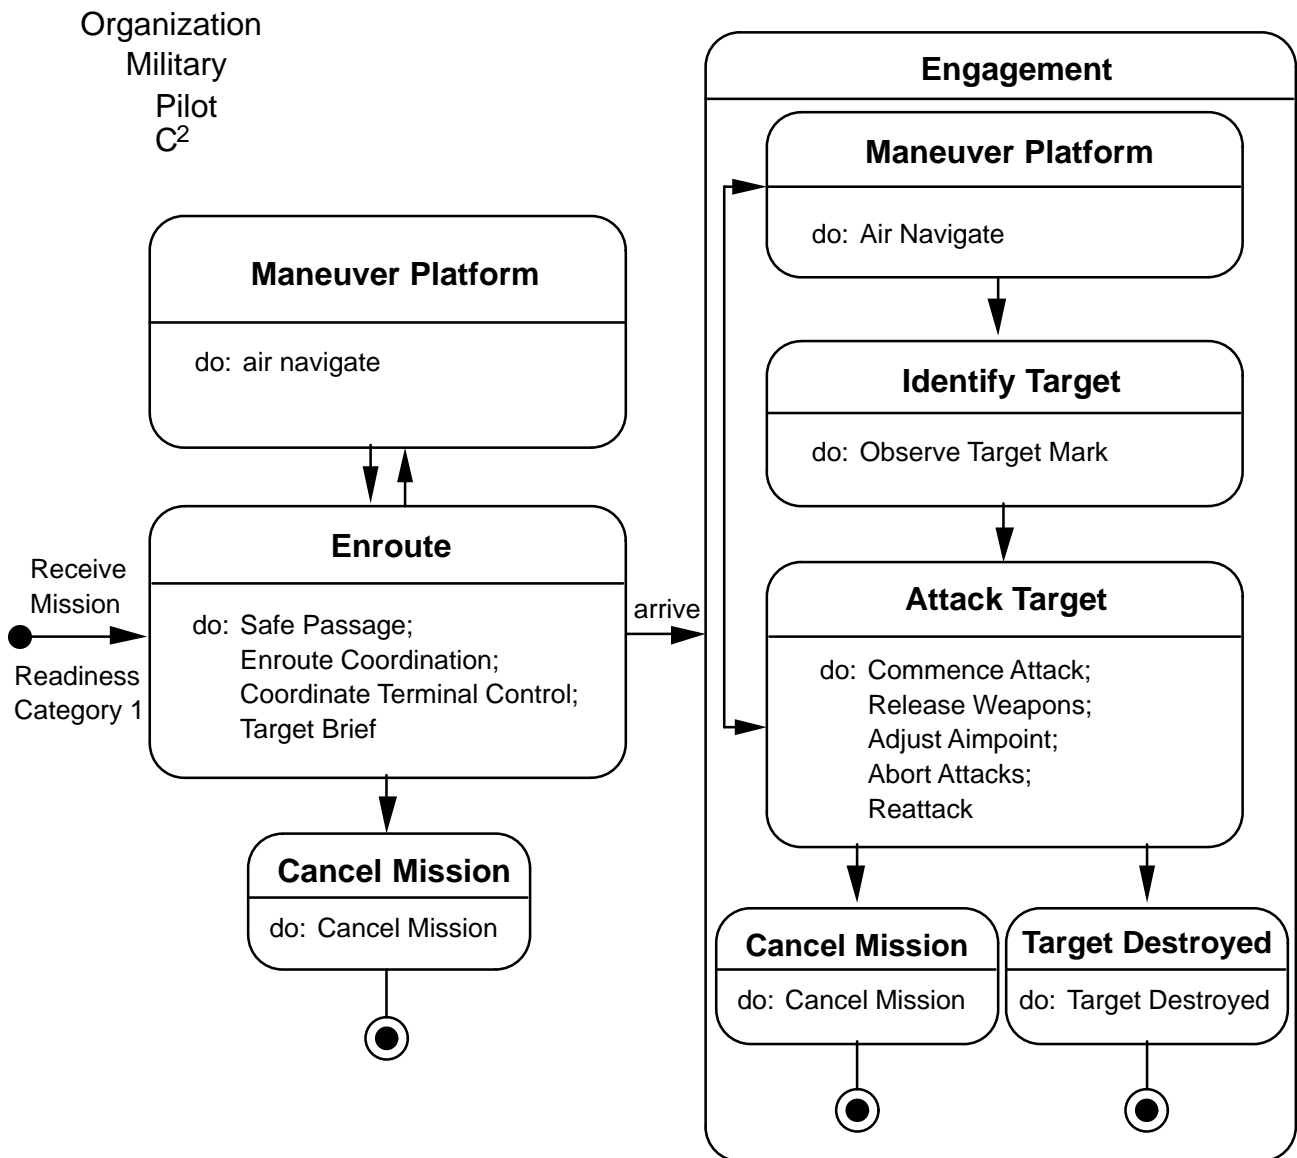 Organization
Military
Pilot
C²
Maneuver Platform
do: air navigate
Enroute
do: Safe Passage;
Enroute Coordination;
Coordinate Terminal Control;
Target Brief
Receive
Mission
Readiness
Category 1
arrive
Cancel Mission
do: Cancel Mission
Engagement
Maneuver Platform
do: Air Navigate
Identify Target
do: Observe Target Mark
Attack Target
do: Commence Attack;
Release Weapons;
Adjust Aimpoint;
Abort Attacks;
Reattack
Cancel Mission
do: Cancel Mission
Target Destroyed
do: Target Destroyed